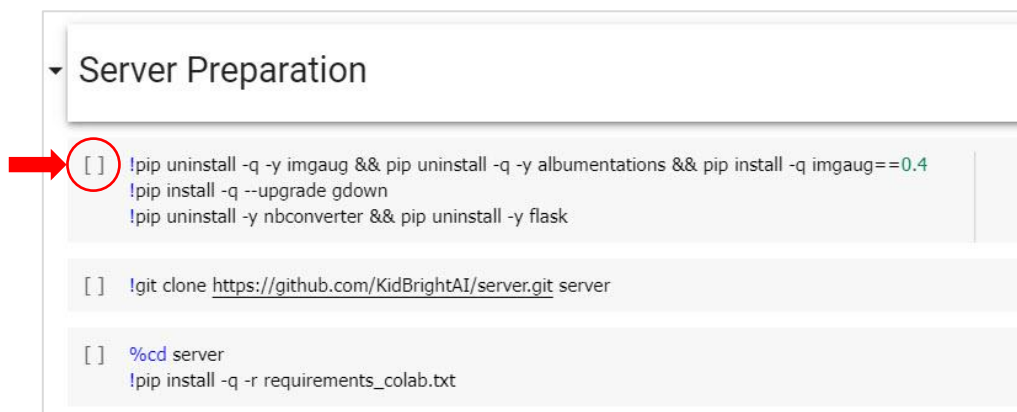 Server Preparation
[ ] !pip uninstall -q -y imgaug && pip uninstall -q -y albumentations && pip install -q imgaug==0.4
!pip install -q --upgrade gdown
!pip uninstall -y nbconverter && pip uninstall -y flask
[ ] !git clone https://github.com/KidBrightAI/server.git server
[ ] %cd server
!pip install -q -r requirements_colab.txt